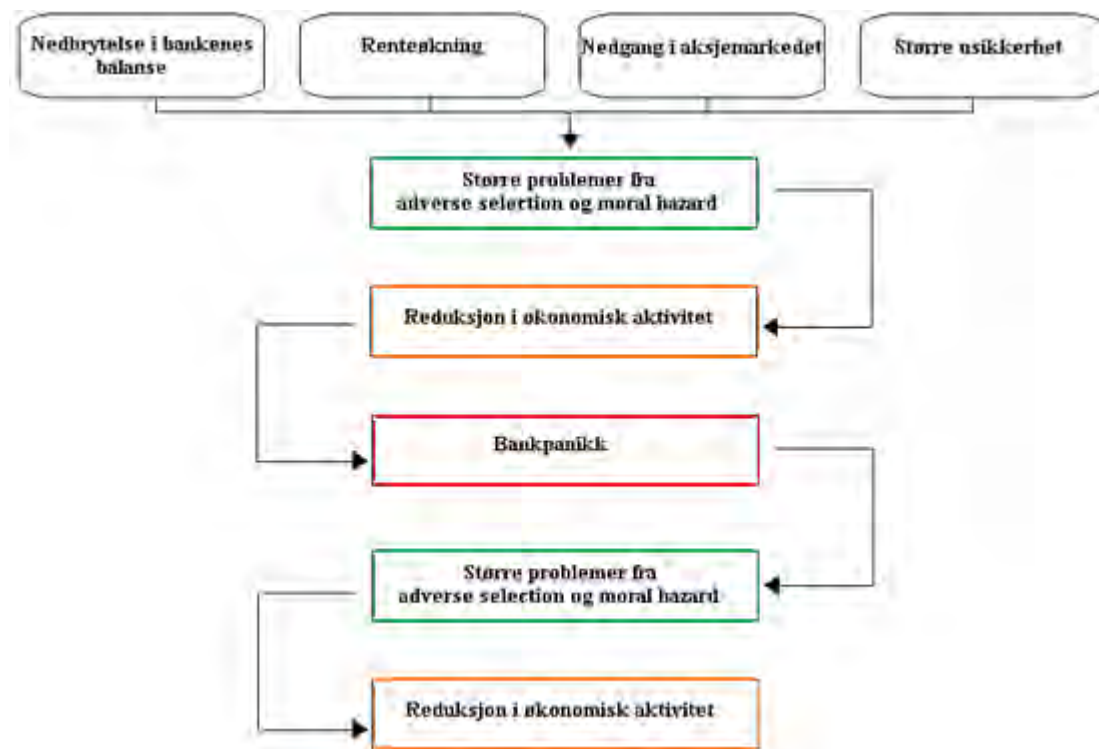 Nedbrytelse i bankenes
balanse
Renteøkning
Nedgang i aksjemarkedet
Større usikkerhet
Større problemer fra
adverse selection og moral hazard
Reduksjon i økonomisk aktivitet
Bankpanikk
Større problemer fra
adverse selection og moral hazard
Reduksjon i økonomisk aktivitet